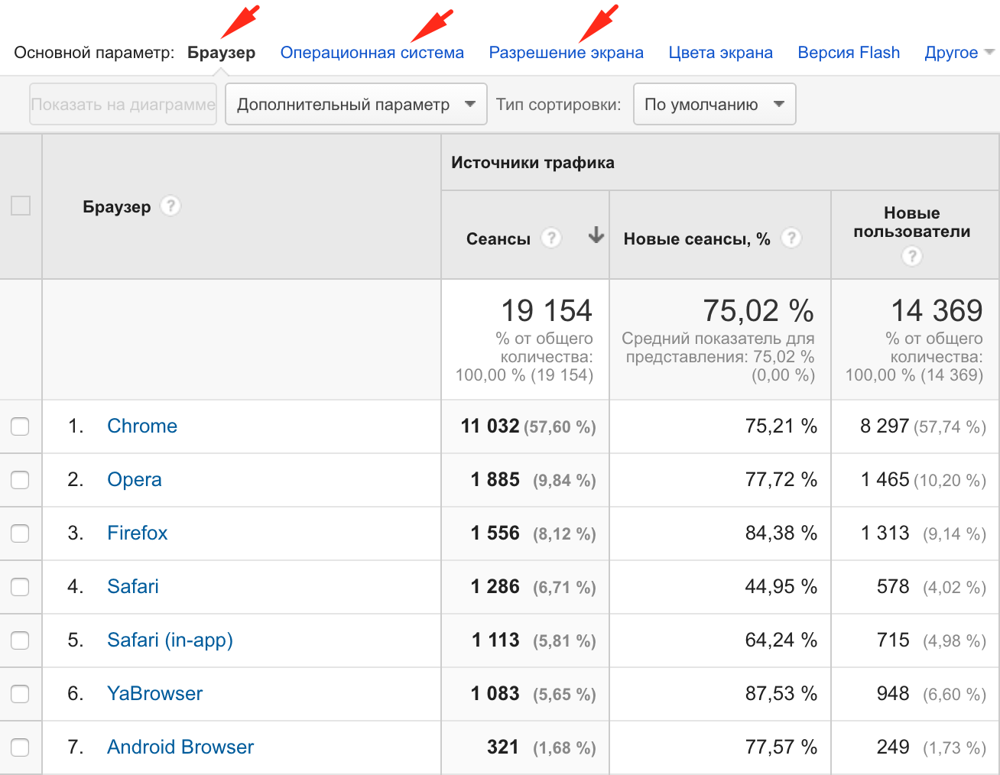 Основной параметр: Браузер Операционная система Разрешение экрана Цвета экрана Версия Flash Другое
Показать на диаграмме Дополнительный параметр Тип сортировки: По умолчанию
Источники трафика
Браузер ?
Сеансы ?
Новые сеансы, % ?
Новые
пользователи
?
19 154
% от общего
количества:
100,00 % (19 154)
75,02 %
Средний показатель для
представления: 75,02 %
(0,00 %)
14 369
% от общего
количества:
100,00 % (14 369)
1. Chrome 11 032 (57,60 %) 75,21 % 8 297 (57,74 %)
2. Opera 1 885 (9,84 %) 77,72 % 1 465 (10,20 %)
3. Firefox 1 556 (8,12 %) 84,38 % 1 313 (9,14 %)
4. Safari 1 286 (6,71 %) 44,95 % 578 (4,02 %)
5. Safari (in-app) 1 113 (5,81 %) 64,24 % 715 (4,98 %)
6. YaBrowser 1 083 (5,65 %) 87,53 % 948 (6,60 %)
7. Android Browser 321 (1,68 %) 77,57 % 249 (1,73 %)